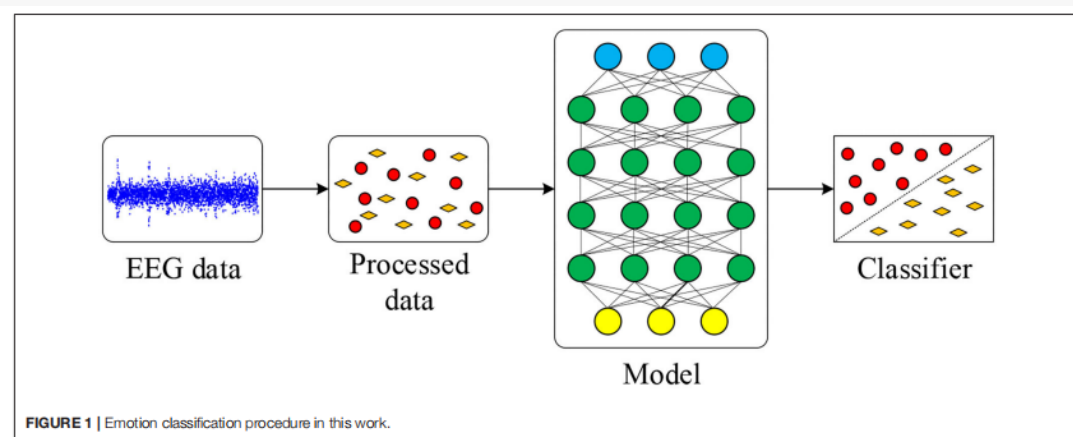 EEG data
Processed
data
Model
Classifier
FIGURE 1 | Emotion classification procedure in this work.